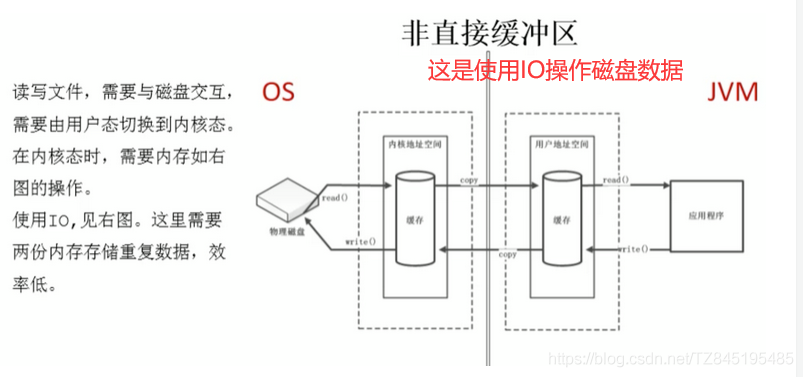 非直接缓冲区
这是使用IO操作磁盘数据
读写文件，需要与磁盘交互，
需要由用户态切换到内核态。
在内核态时，需要内存如右
图的操作。
使用IO,见右图。这里需要
两份内存存储重复数据，效
率低。
OS
JVM
内核地址空间
用户地址空间
copy
read()
read()
缓存
缓存
应用程序
物理磁盘
write()
write()
copy
https://blog.csdn.net/TZ845195485